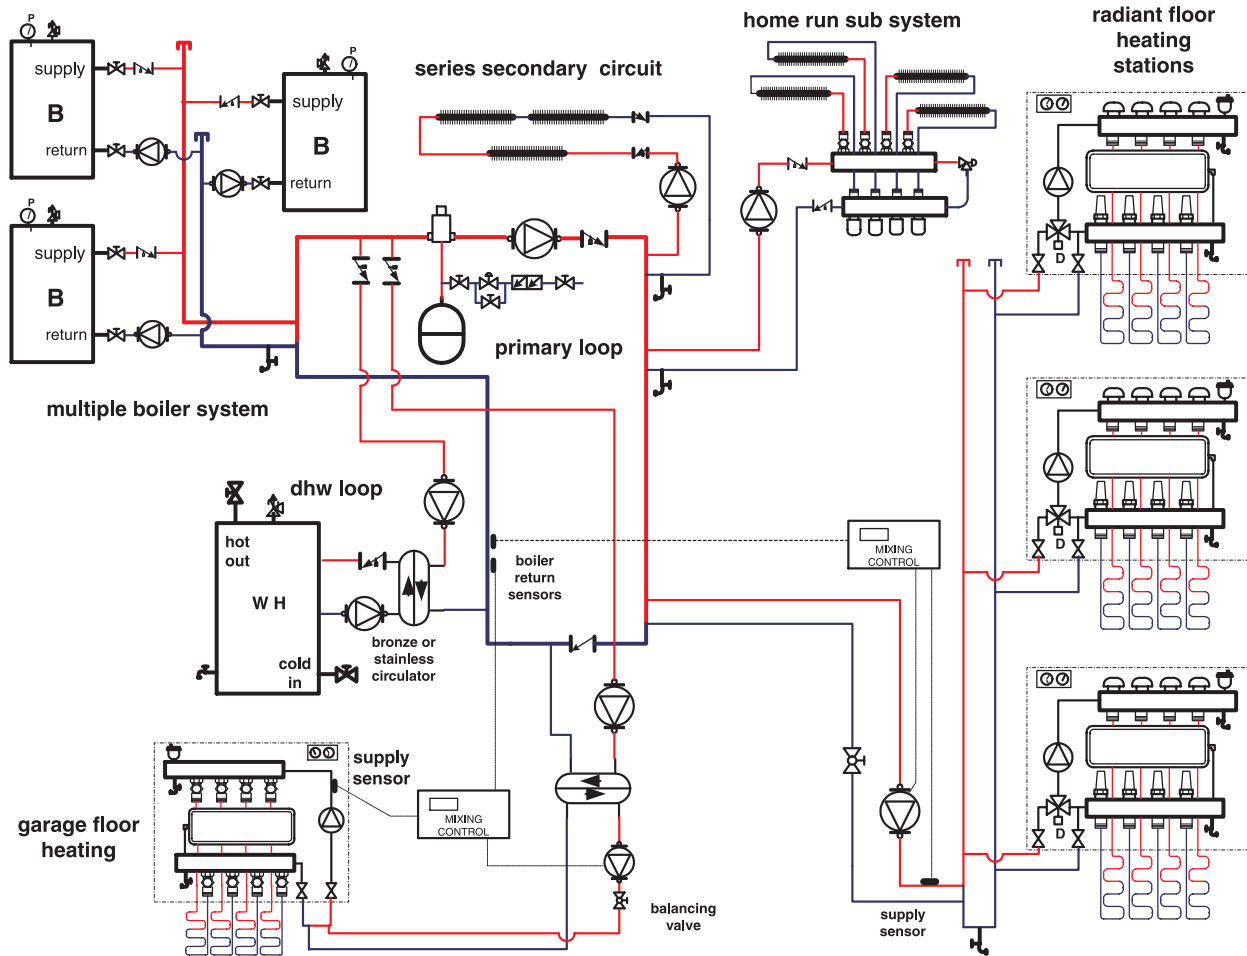 P
supply
B
return
P
supply
B
return
P
supply
B
return
multiple boiler system
series secondary circuit
home run sub system
D
radiant floor
heating
stations
D
D
D
primary loop
dhw loop
hot
out
W H
cold
in
bronze or
stainless
circulator
boiler
return
sensors
MIXING
CONTROL
supply
sensor
MIXING
CONTROL
garage floor
heating
balancing
valve
supply
sensor